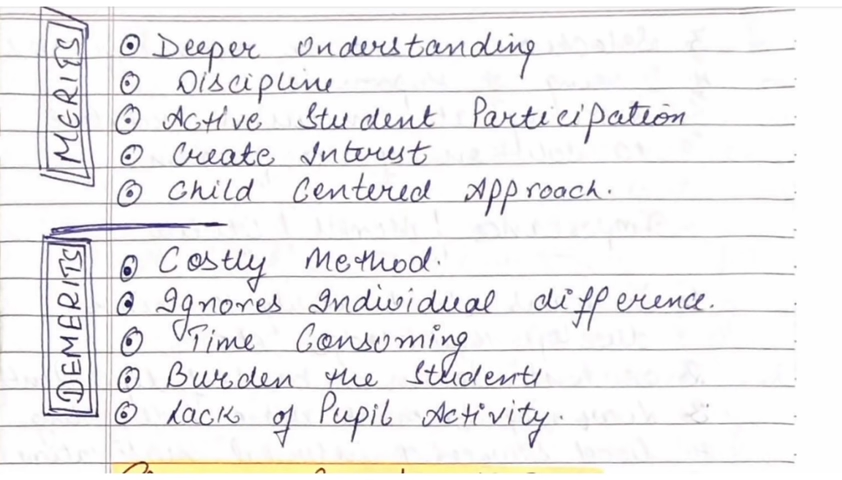 MERITS
Deeper Understanding
Discipline
Active Student Participation
Create Interest
Child Centered Approach.
DEMERITS
Costly Method.
Ignores Individual difference.
Time Consoming
Burden the Students
Lack of Pupil Activity.